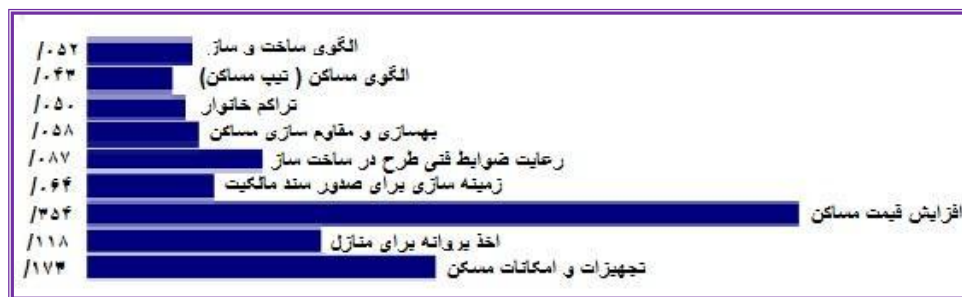 /۰۵۲ الگوی ساخت و ساز
/۰۴۳ الگوی مساکن ( تیپ مساکن)
/۰۵۰ تراکم خانوار
/۰۵۸ بهسازی و مقاوم سازی مساکن
/۰۸۷ رعایت ضوابط فنی طرح در ساخت ساز
/۰۶۴ زمینه سازی برای صدور سند مالکیت
/۳۵۴ افزایش قیمت مساکن
/۱۱۸ اخذ پروانه برای منازل
/۱۷۳ تجهیزات و امکانات مسکن